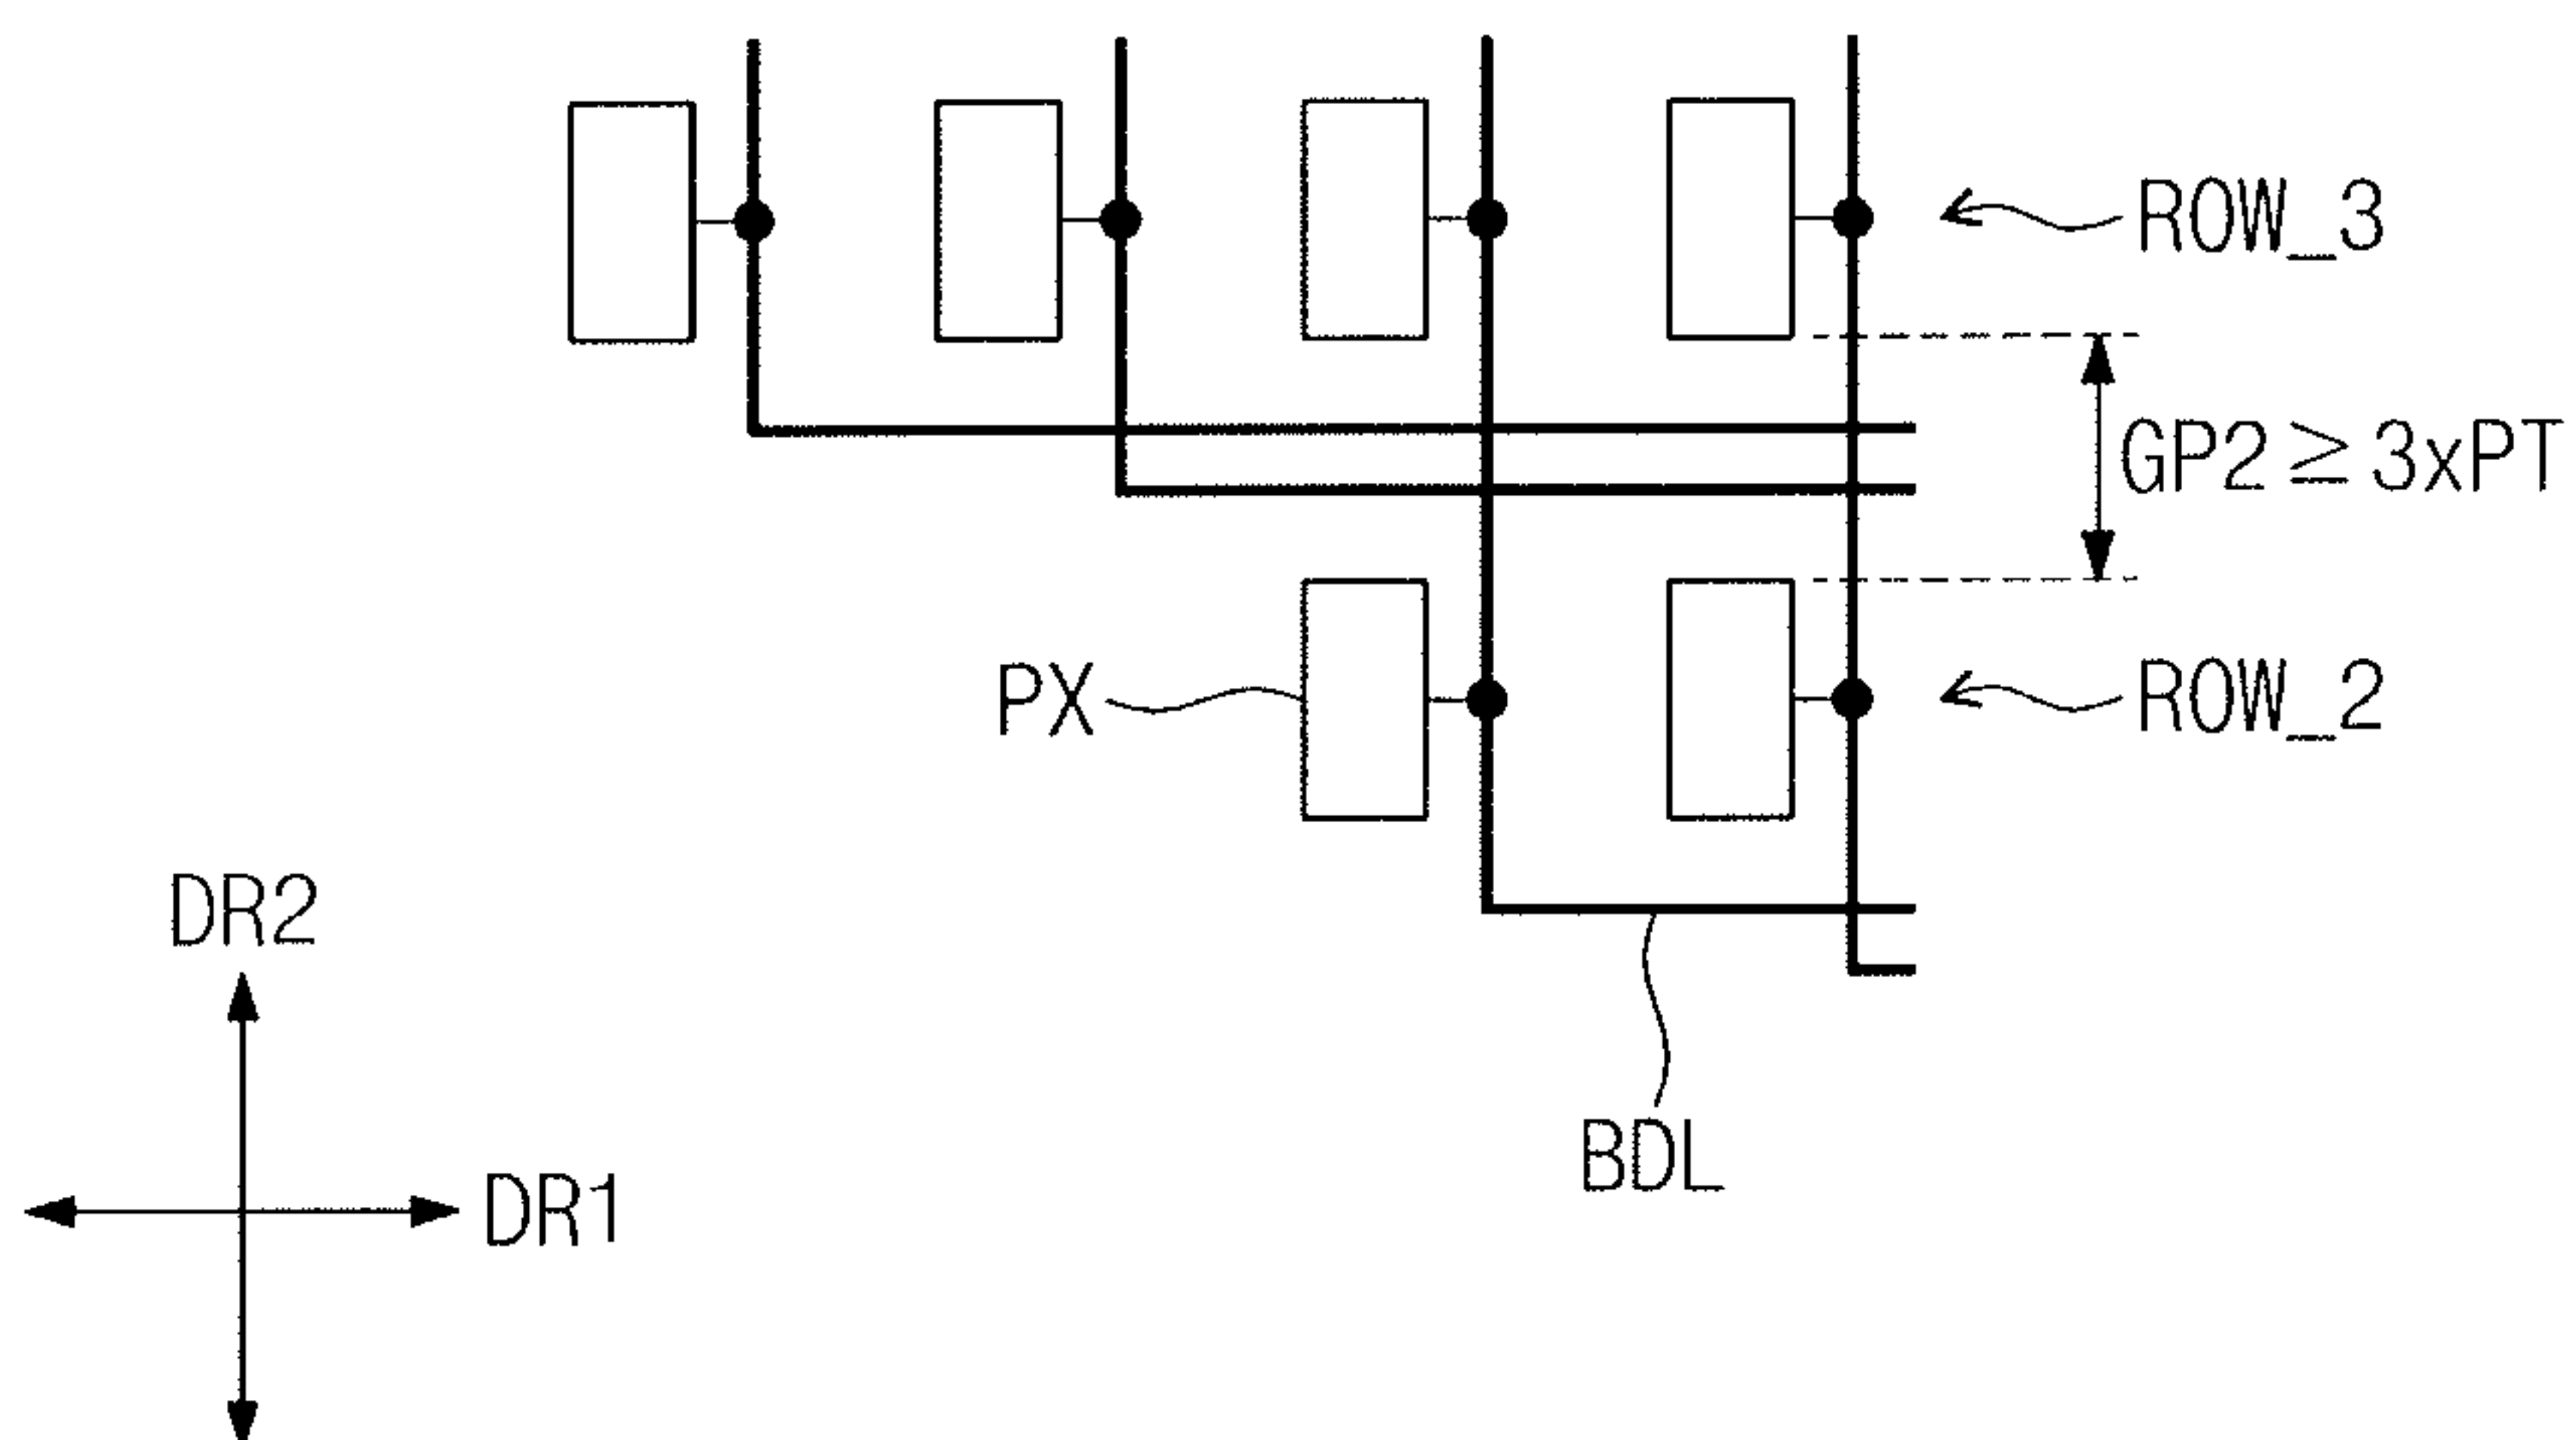 ROW_3
GP2≧3xPT
PX
ROW_2
DR2
BDL
DR1